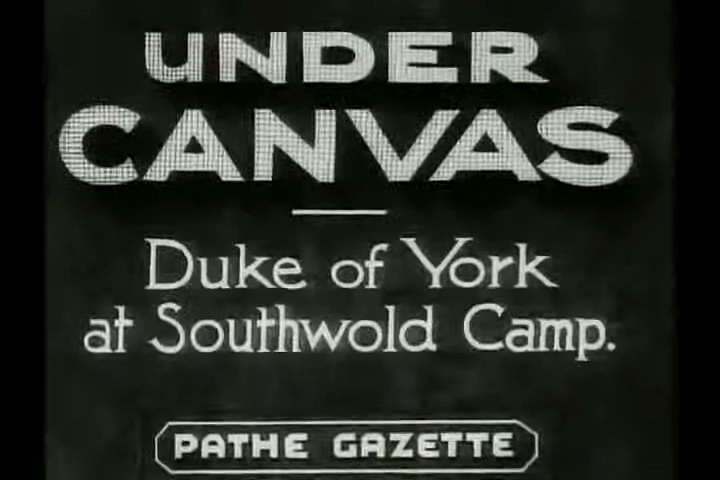 UNDER
CANVAS
Duke of York
at Southwold Camp.
PATHE GAZETTE